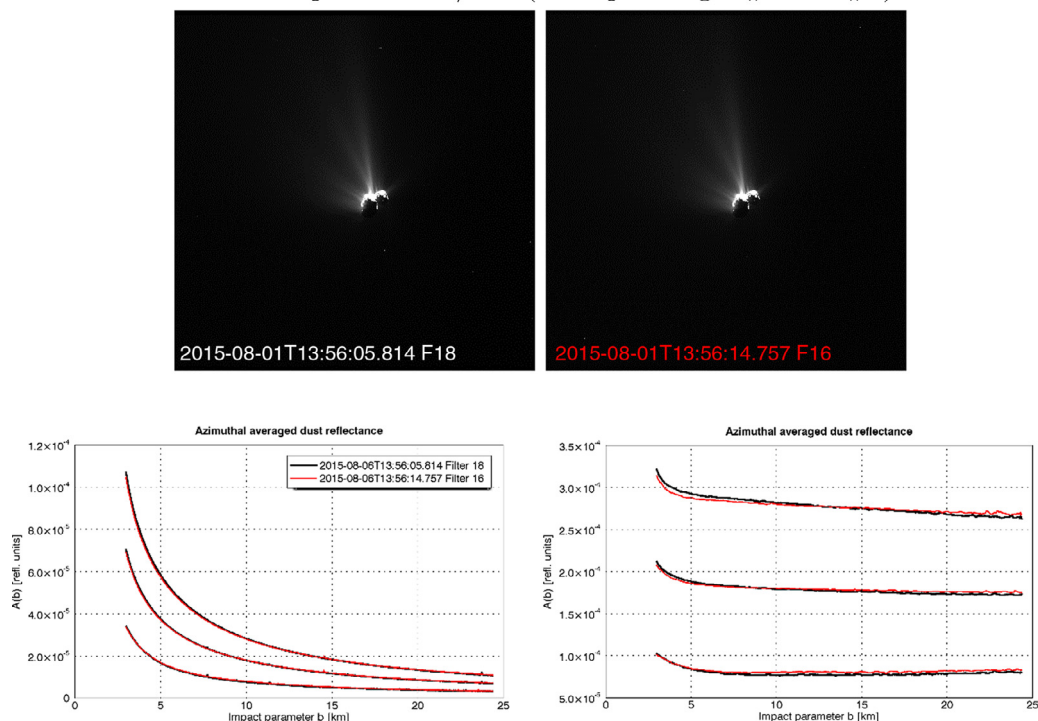 2015-08-01T13:56:05.814 F18
2015-08-01T13:56:14.757 F16
Azimuthal averaged dust reflectance
1.2×10⁻⁴
1.0×10⁻⁴
8.0×10⁻⁵
6.0×10⁻⁵
4.0×10⁻⁵
2.0×10⁻⁵
0
A(b) [refl. units]
2015-08-06T13:56:05.814 Filter 18
2015-08-06T13:56:14.757 Filter 16
0 5 10 15 20 25
Impact parameter b [km]
Azimuthal averaged dust reflectance
3.5×10⁻⁴
2.5×10⁻⁴
2.0×10⁻⁴
1.5×10⁻⁴
1.0×10⁻⁴
5.0×10⁻⁵
A(b) [refl. units]
0 5 10 15 20 25
Impact parameter b [km]